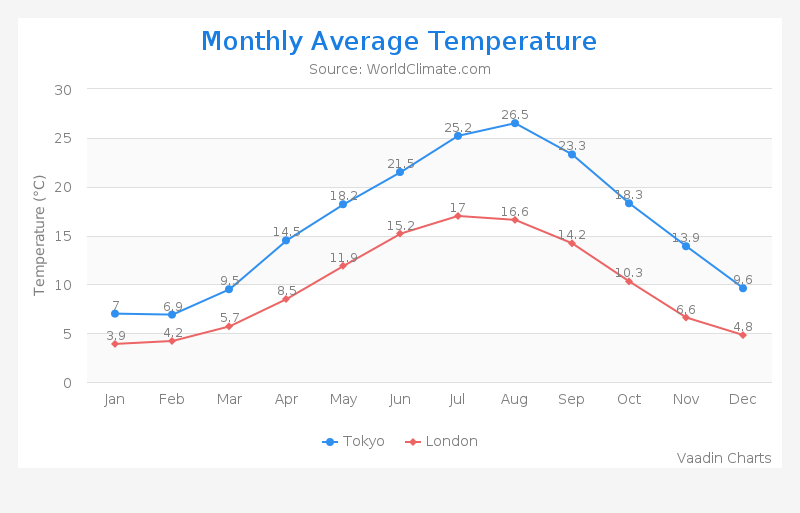 Monthly Average Temperature
Source: WorldClimate.com
Temperature (°C)
30
25
20
15
10
5
0
7 6.9 9.5 14.5 18.2 21.5 25.2 26.5 23.3 18.3 13.9 9.6
3.9 4.2 5.7 8.5 11.9 15.2 17 16.6 14.2 10.3 6.6 4.8
Jan Feb Mar Apr May Jun Jul Aug Sep Oct Nov Dec
Tokyo London
Vaadin Charts